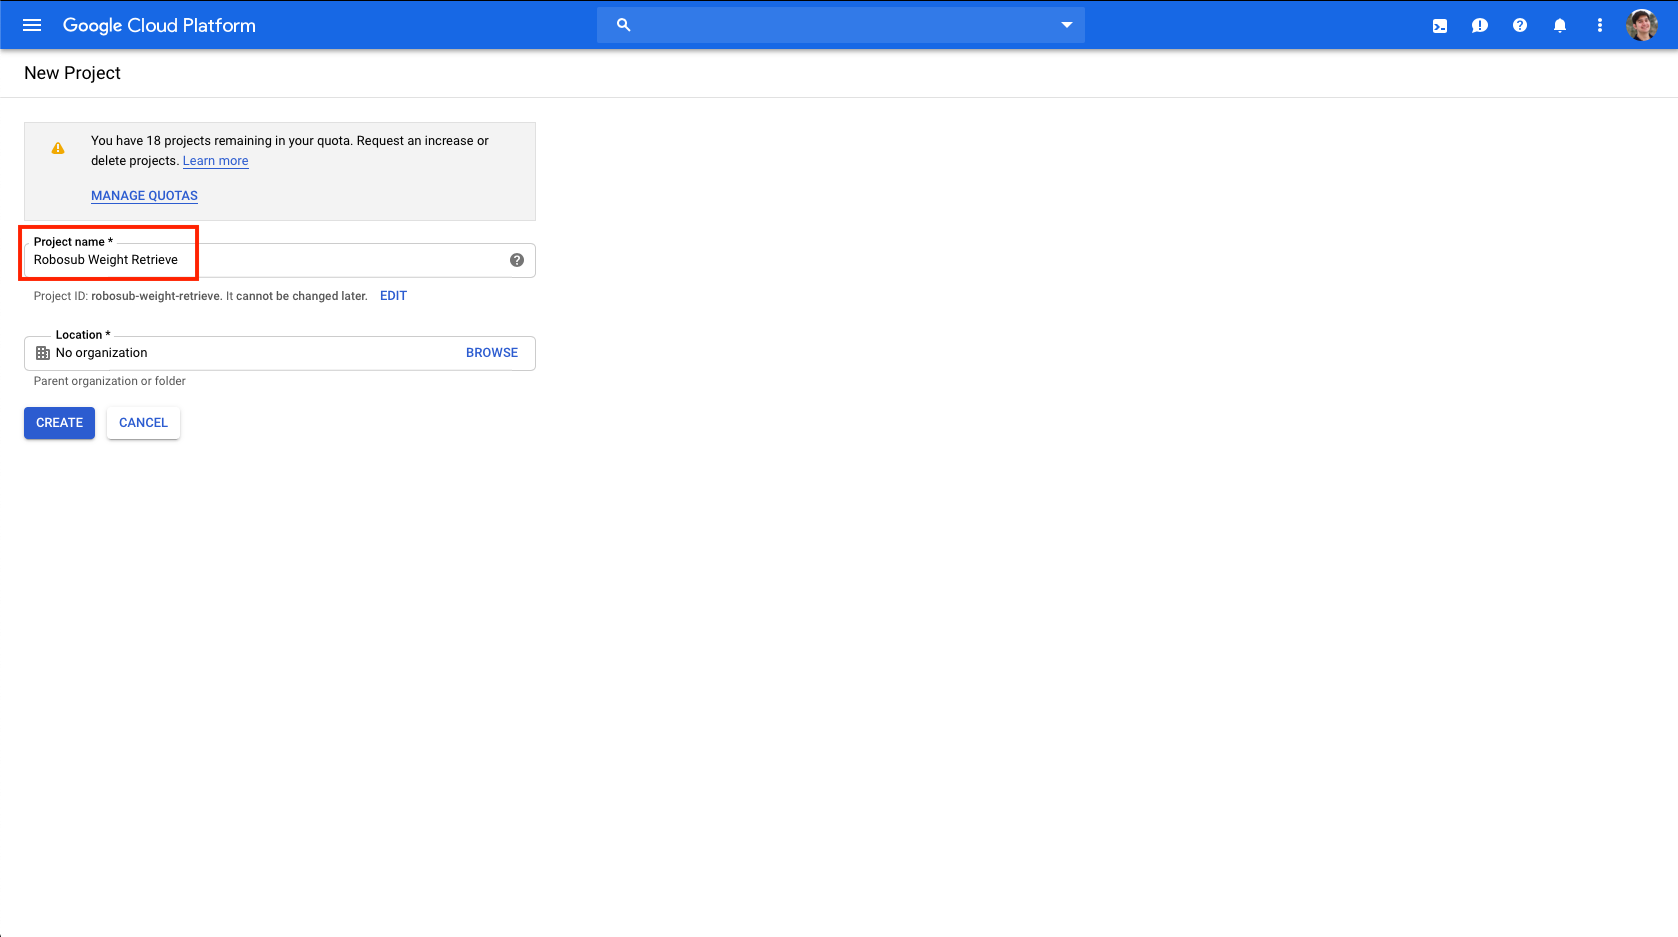 Google Cloud Platform
New Project
You have 18 projects remaining in your quota. Request an increase or
delete projects. Learn more
MANAGE QUOTAS
Project name *
Robosub Weight Retrieve
Project ID: robosub-weight-retrieve. It cannot be changed later. EDIT
Location *
No organization BROWSE
Parent organization or folder
CREATE CANCEL